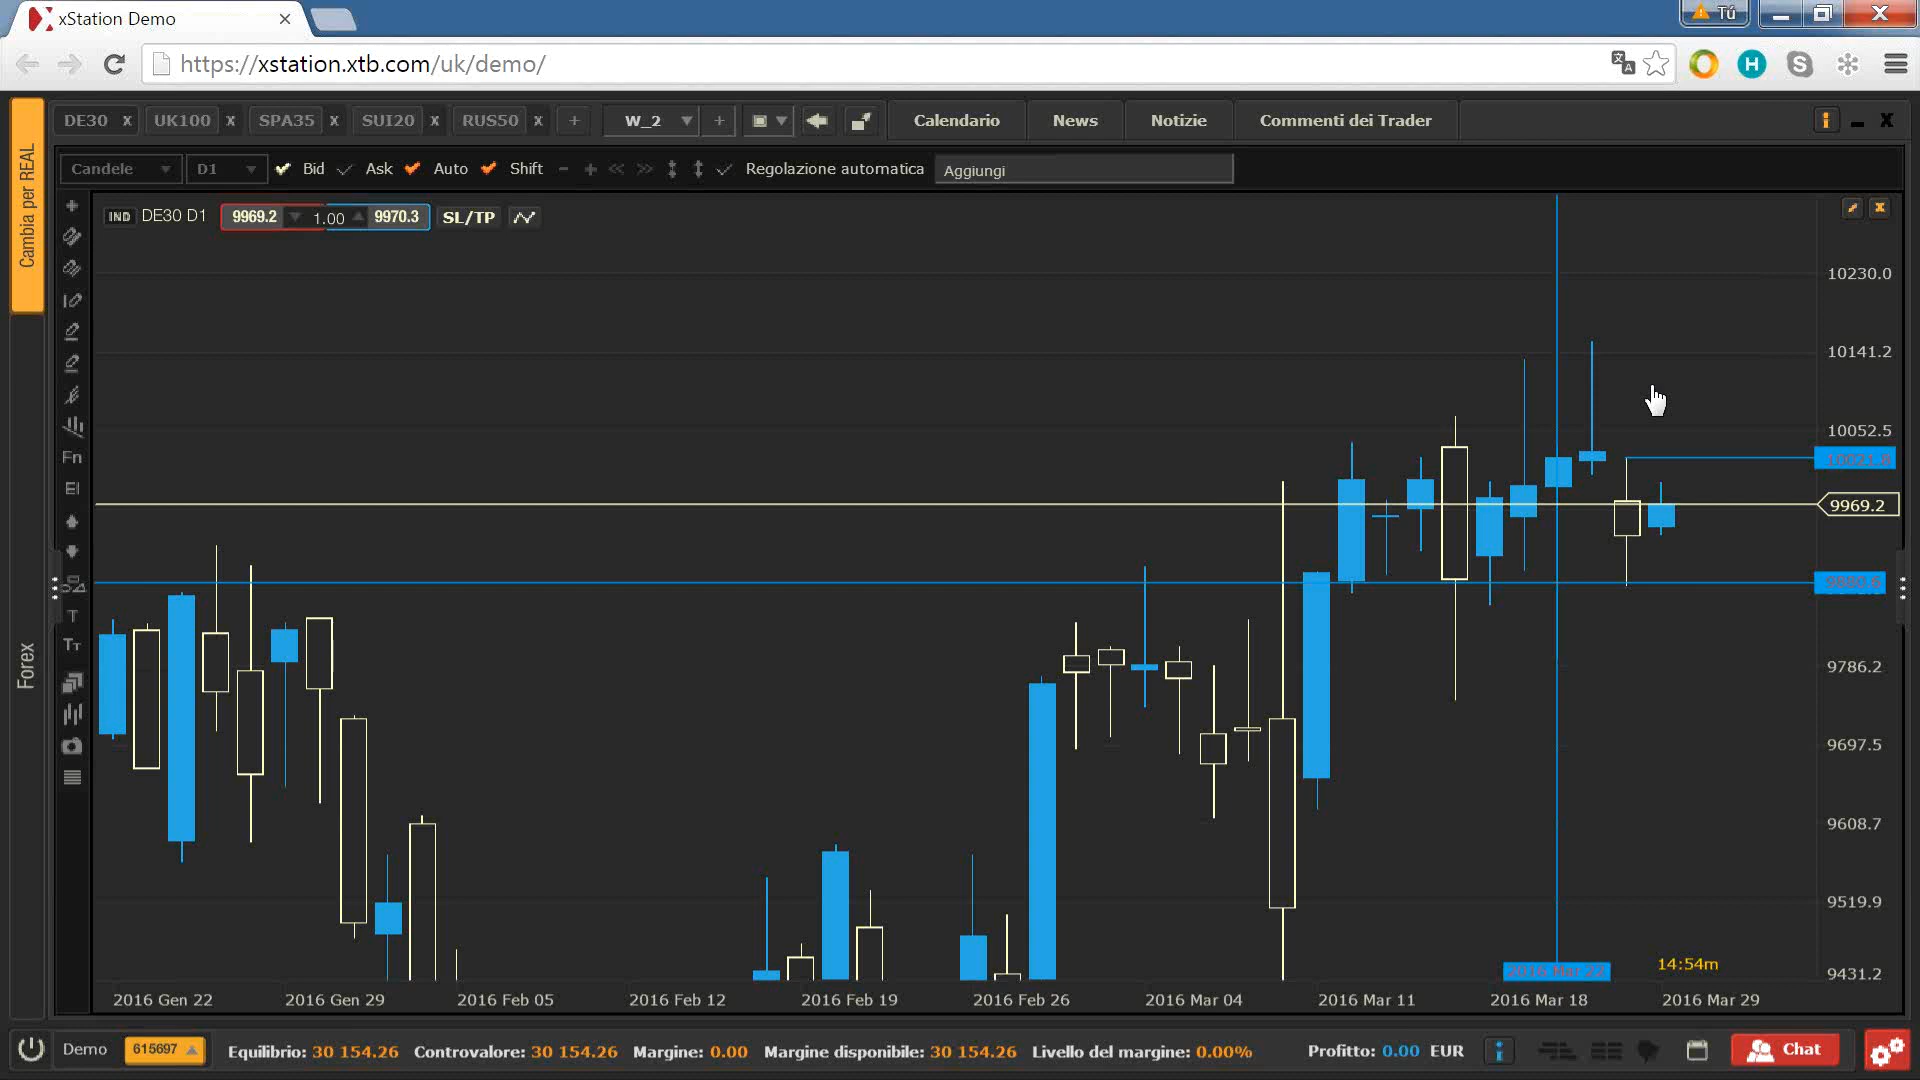 xStation Demo
Tú
https://xstation.xtb.com/uk/demo/
DE30 x UK100 x SPA35 x SUI20 x RUS50 x + W_2 + Calendario News Notizie Commenti dei Trader
Candele D1 Bid Ask Auto Shift Regolazione automatica Aggiungi
Cambia per REAL
Forex
IND DE30 D1 9969.2 1.00 9970.3 SL/TP
Fn
EI
T
TT
10230.0
10141.2
10052.5
9969.2
9786.2
9697.5
9608.7
9519.9
9431.2
2016 Mar 22
14:54m
2016 Gen 22 2016 Gen 29 2016 Feb 05 2016 Feb 12 2016 Feb 19 2016 Feb 26 2016 Mar 04 2016 Mar 11 2016 Mar 18 2016 Mar 29
Demo 615697 Equilibrio: 30 154.26 Controvalore: 30 154.26 Margine: 0.00 Margine disponibile: 30 154.26 Livello del margine: 0.00% Profitto: 0.00 EUR Chat